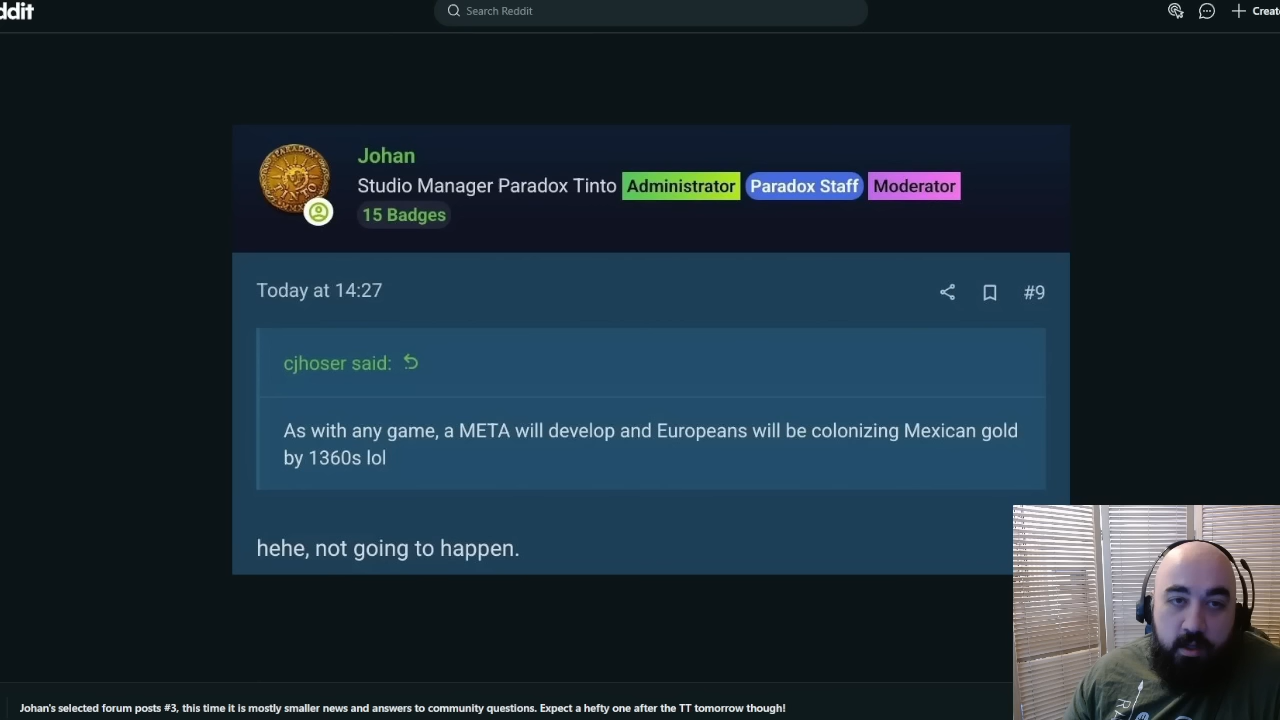 ddit
Search Reddit
Create
Johan
Studio Manager Paradox Tinto Administrator Paradox Staff Moderator
15 Badges
Today at 14:27
#9
cjhoser said:
As with any game, a META will develop and Europeans will be colonizing Mexican gold
by 1360s lol
hehe, not going to happen.
Johan's selected forum posts #3, this time it is mostly smaller news and answers to community questions. Expect a hefty one after the TT tomorrow though!